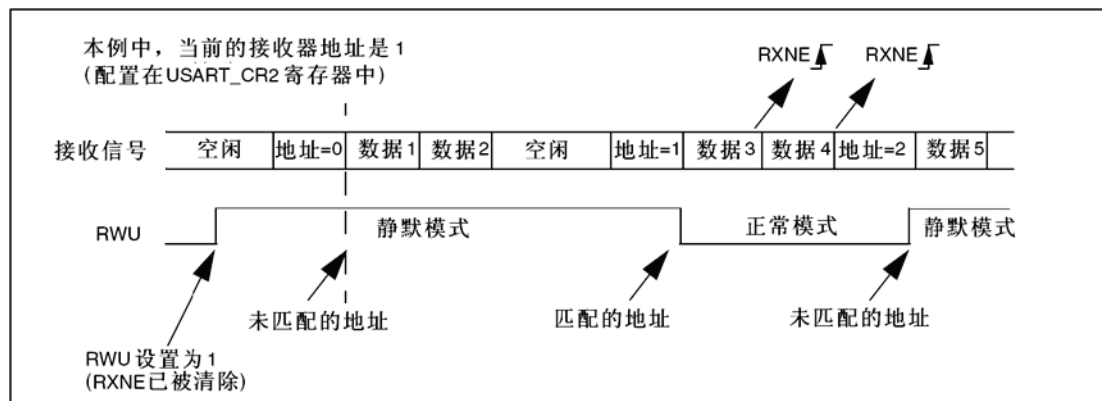 本例中，当前的接收器地址是 1
(配置在USART_CR2 寄存器中)
RXNE
RXNE
接收信号
空闲
地址=0
数据1
数据2
空闲
地址=1
数据3
数据4
地址=2
数据5
RWU
静默模式
正常模式
静默模式
未匹配的地址
匹配的地址
未匹配的地址
RWU 设置为 1
(RXNE已被清除)